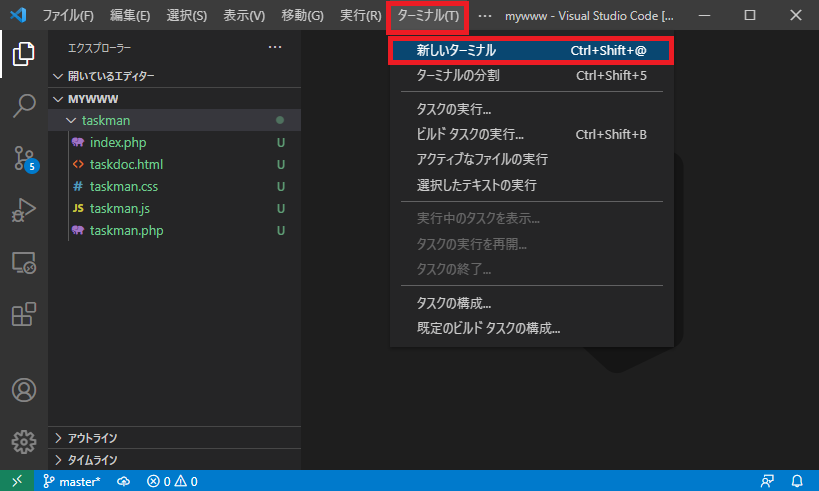 ファイル(F) 編集(E) 選択(S) 表示(V) 移動(G) 実行(R) ターミナル(T) ··· mywww - Visual Studio Code [...
エクスプローラー ···
開いているエディター
MYWWW
taskman
index.php U
taskdoc.html U
taskman.css U
JS taskman.js U
taskman.php U
アウトライン
タイムライン
新しいターミナル Ctrl+Shift+@
ターミナルの分割 Ctrl+Shift+5
タスクの実行...
ビルド タスクの実行... Ctrl+Shift+B
アクティブなファイルの実行
選択したテキストの実行
実行中のタスクを表示...
タスクの実行を再開...
タスクの終了...
タスクの構成...
既定のビルド タスクの構成...
5
master* 0 0